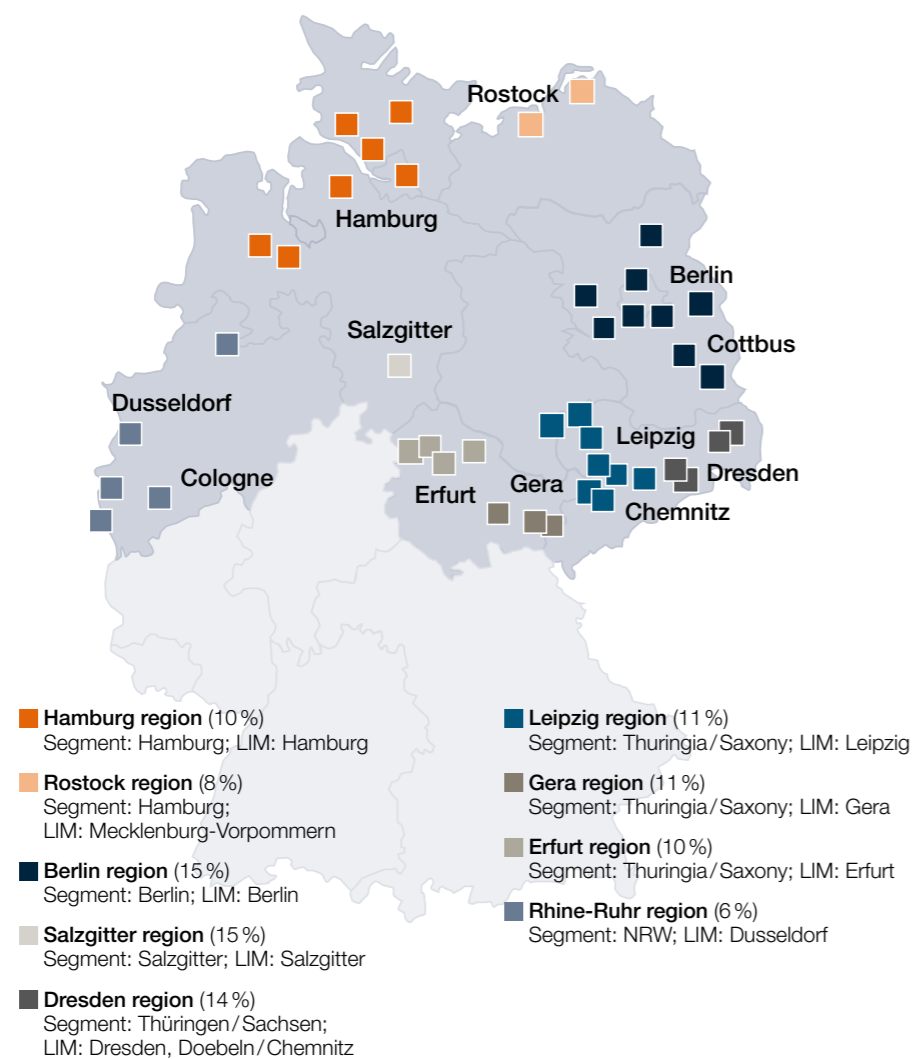 Rostock
Hamburg
Berlin
Salzgitter
Cottbus
Dusseldorf
Leipzig
Cologne
Dresden
Erfurt
Gera
Chemnitz
Hamburg region (10 %)
Segment: Hamburg; LIM: Hamburg
Rostock region (8 %)
Segment: Hamburg;
LIM: Mecklenburg-Vorpommern
Berlin region (15 %)
Segment: Berlin; LIM: Berlin
Salzgitter region (15 %)
Segment: Salzgitter; LIM: Salzgitter
Dresden region (14 %)
Segment: Thüringen/Sachsen;
LIM: Dresden, Doebeln/Chemnitz
Leipzig region (11 %)
Segment: Thuringia/Saxony; LIM: Leipzig
Gera region (11 %)
Segment: Thuringia/Saxony; LIM: Gera
Erfurt region (10 %)
Segment: Thuringia/Saxony; LIM: Erfurt
Rhine-Ruhr region (6 %)
Segment: NRW; LIM: Dusseldorf